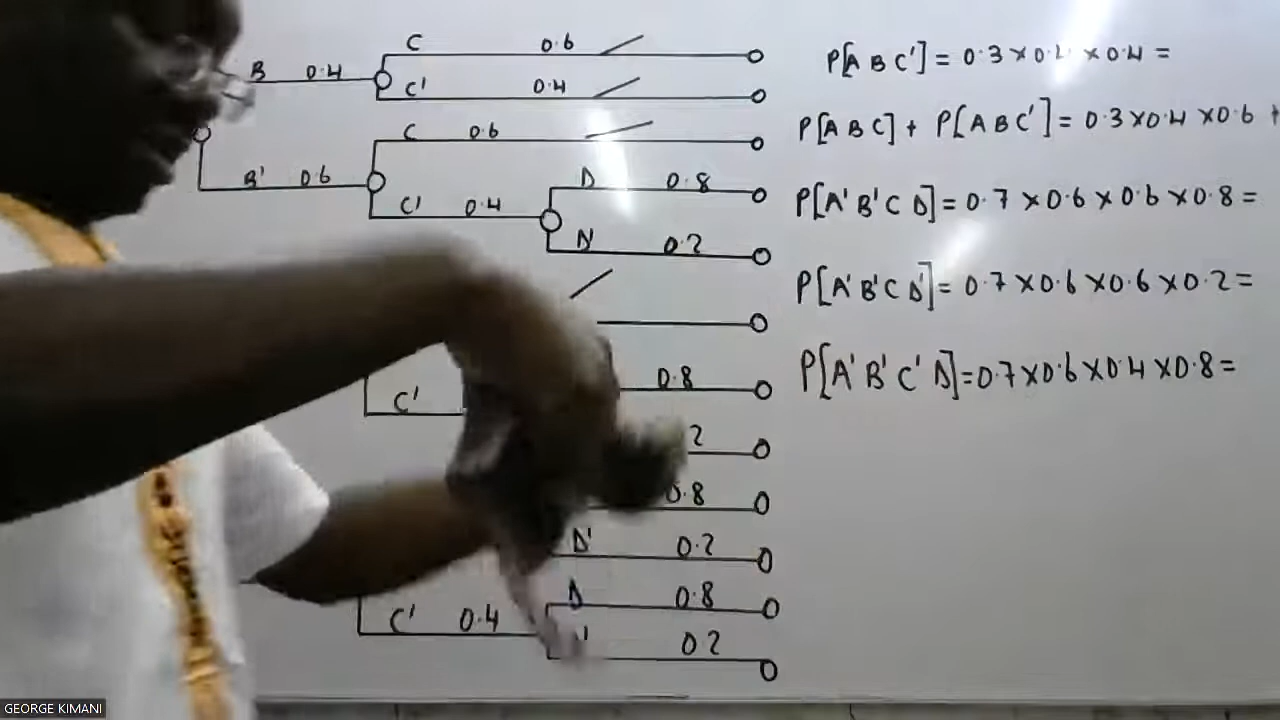 C 0.6
B 0.4
C' 0.4
C 0.6
B' 0.6
D 0.8
C' 0.4
D' 0.2
0.8
C'
2
0.8
D' 0.2
D 0.8
C' 0.4
' 0.2
P[A B C'] = 0.3 × 0.4 × 0.4 =
P[A B C] + P[A B C'] = 0.3 × 0.4 × 0.6 +
P[A' B' C D] = 0.7 × 0.6 × 0.6 × 0.8 =
P[A' B' C D'] = 0.7 × 0.6 × 0.6 × 0.2 =
P[A' B' C' D] = 0.7 × 0.6 × 0.4 × 0.8 =
GEORGE KIMANI